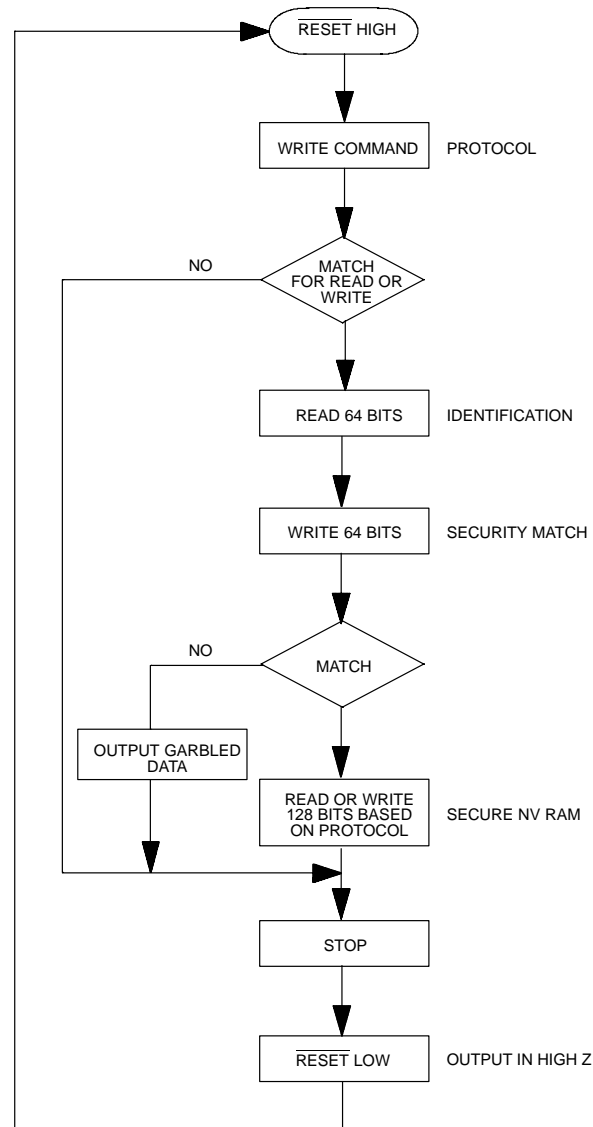 RESET HIGH
WRITE COMMAND
PROTOCOL
NO
MATCH
FOR READ OR
WRITE
READ 64 BITS
IDENTIFICATION
WRITE 64 BITS
SECURITY MATCH
NO
MATCH
OUTPUT GARBLED
DATA
READ OR WRITE
128 BITS BASED
ON PROTOCOL
SECURE NV RAM
STOP
RESET LOW
OUTPUT IN HIGH Z